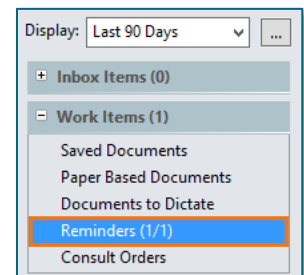 Display: Last 90 Days ...
Inbox Items (0)
Work Items (1)
Saved Documents
Paper Based Documents
Documents to Dictate
Reminders (1/1)
Consult Orders